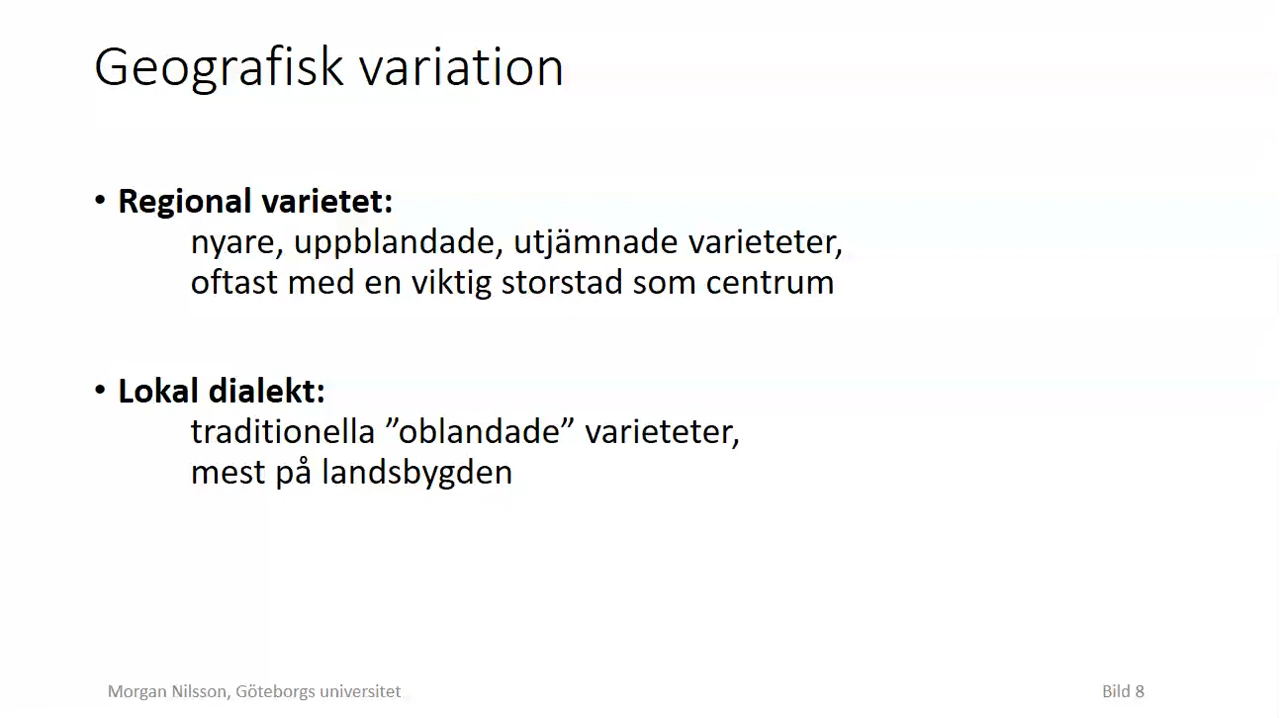 Geografisk variation
• Regional varietet:
nyare, uppblandade, utjämnade varieteter,
oftast med en viktig storstad som centrum
• Lokal dialekt:
traditionella ”oblandade” varieteter,
mest på landsbygden
Morgan Nilsson, Göteborgs universitet
Bild 8